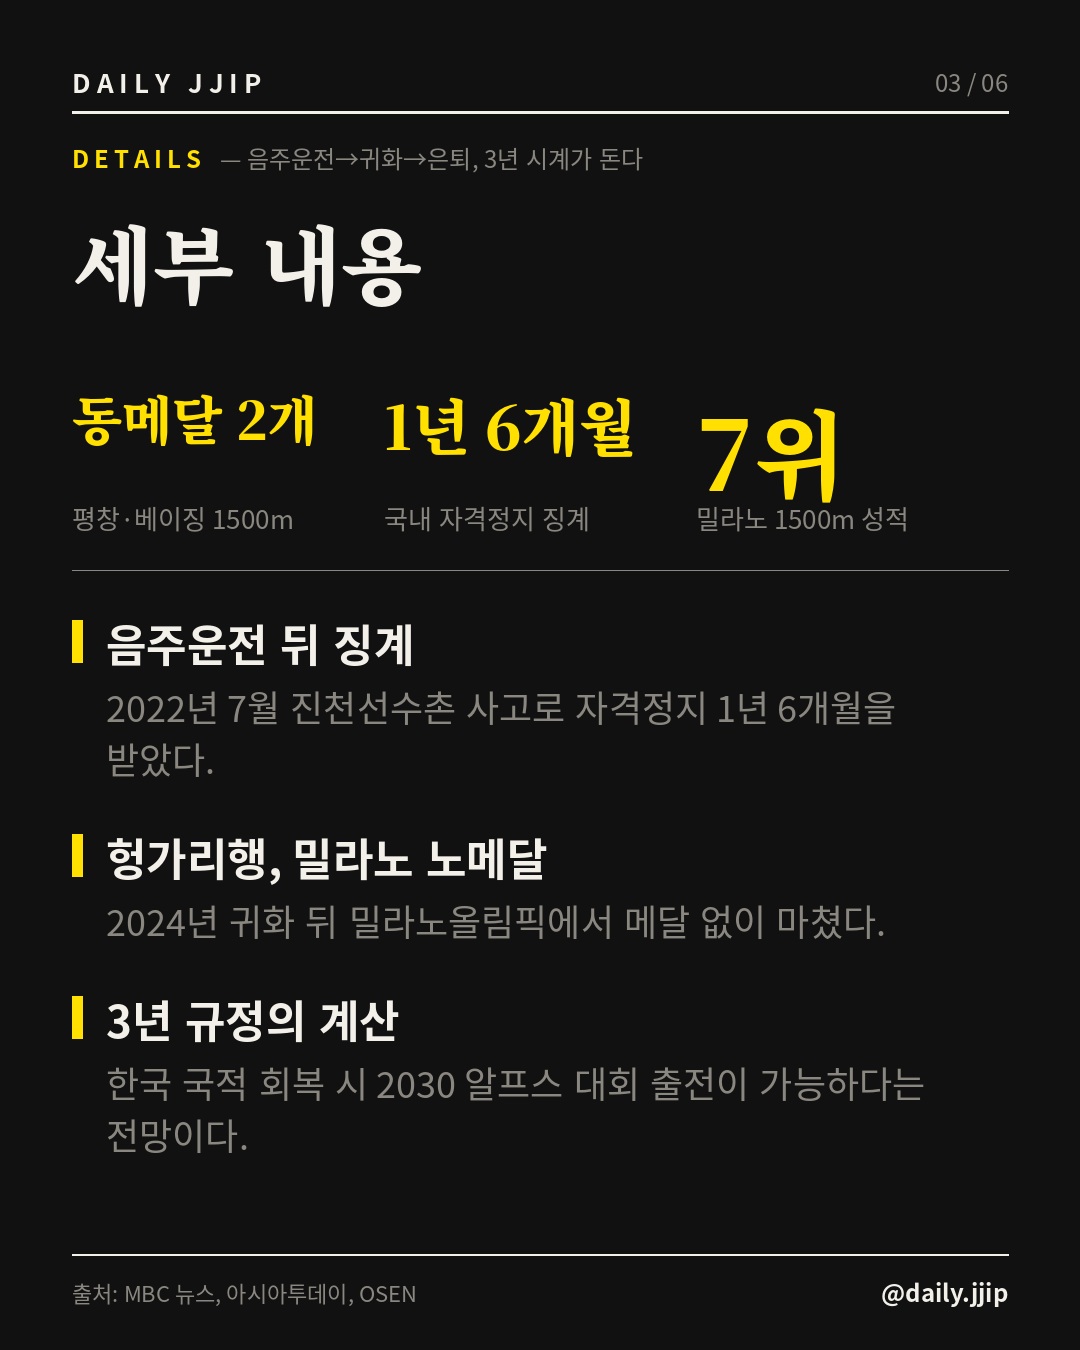 DAILY JJIP
03 / 06
DETAILS — 음주운전→귀화→은퇴, 3년 시계가 돈다
세부 내용
동메달 2개 1년 6개월 7위
평창·베이징 1500m 국내 자격정지 징계 밀라노 1500m 성적
음주운전 뒤 징계
2022년 7월 진천선수촌 사고로 자격정지 1년 6개월을
받았다.
헝가리행, 밀라노 노메달
2024년 귀화 뒤 밀라노올림픽에서 메달 없이 마쳤다.
3년 규정의 계산
한국 국적 회복 시 2030 알프스 대회 출전이 가능하다는
전망이다.
출처: MBC 뉴스, 아시아투데이, OSEN
@daily.jjip